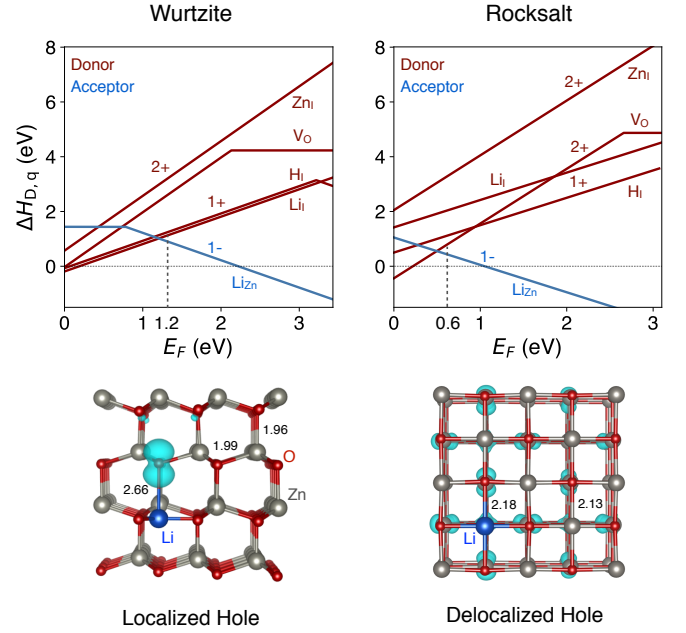 Wurtzite
Rocksalt
8
6
4
2
0
ΔH_D,q (eV)
Donor
Acceptor
Zn_I
V_O
H_I
Li_I
Li_Zn
2+
1+
1-
0
1
1.2
2
3
E_F (eV)
8
6
4
2
0
Donor
Acceptor
2+
Zn_I
V_O
2+
Li_I
1+
H_I
1-
Li_Zn
0
0.6
1
2
3
E_F (eV)
1.96
1.99
O
2.66
Zn
Li
2.18
2.13
Li
Localized Hole
Delocalized Hole